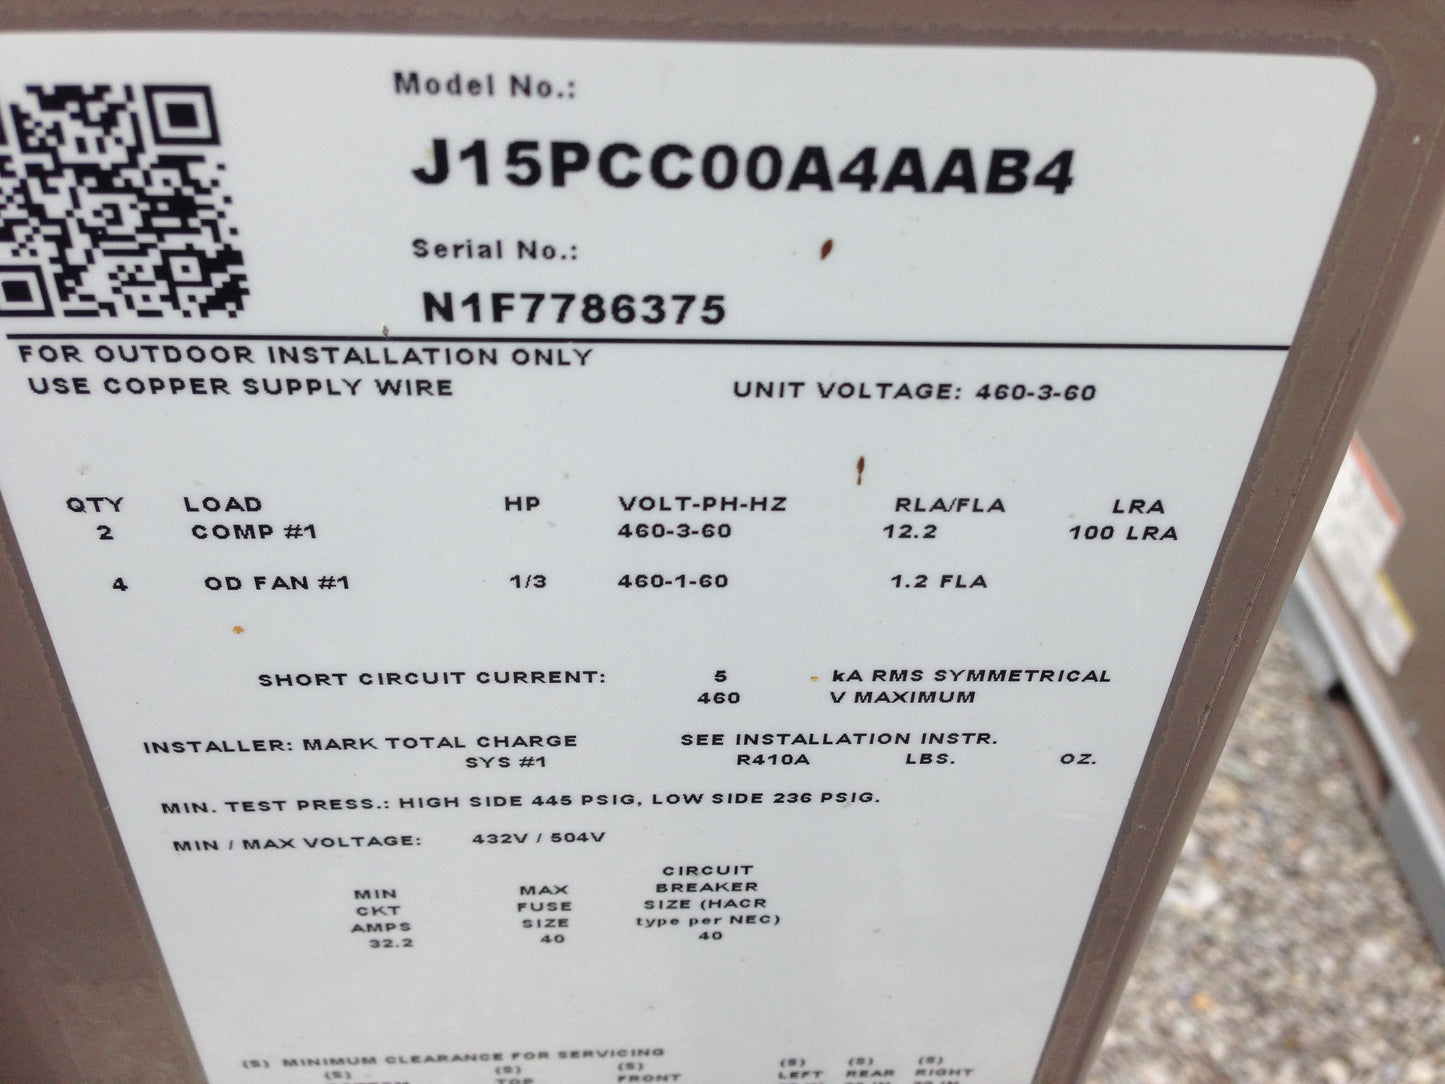 Model No.:
J15PCC00A4AAB4
Serial No.:
N1F7786375
FOR OUTDOOR INSTALLATION ONLY
USE COPPER SUPPLY WIRE UNIT VOLTAGE: 460-3-60
QTY LOAD HP VOLT-PH-HZ RLA/FLA LRA
2 COMP #1 460-3-60 12.2 100 LRA
4 OD FAN #1 1/3 460-1-60 1.2 FLA
SHORT CIRCUIT CURRENT: 5 kA RMS SYMMETRICAL
460 V MAXIMUM
INSTALLER: MARK TOTAL CHARGE SEE INSTALLATION INSTR.
SYS #1 R410A LBS. OZ.
MIN. TEST PRESS.: HIGH SIDE 445 PSIG, LOW SIDE 236 PSIG.
MIN / MAX VOLTAGE: 432V / 504V
CIRCUIT
MIN MAX BREAKER
CKT FUSE SIZE (HACR
AMPS SIZE type per NEC)
32.2 40 40
(S) MINIMUM CLEARANCE FOR SERVICING (S) (S) (S)
(S) (S) (S) LEFT REAR RIGHT
TOP FRONT